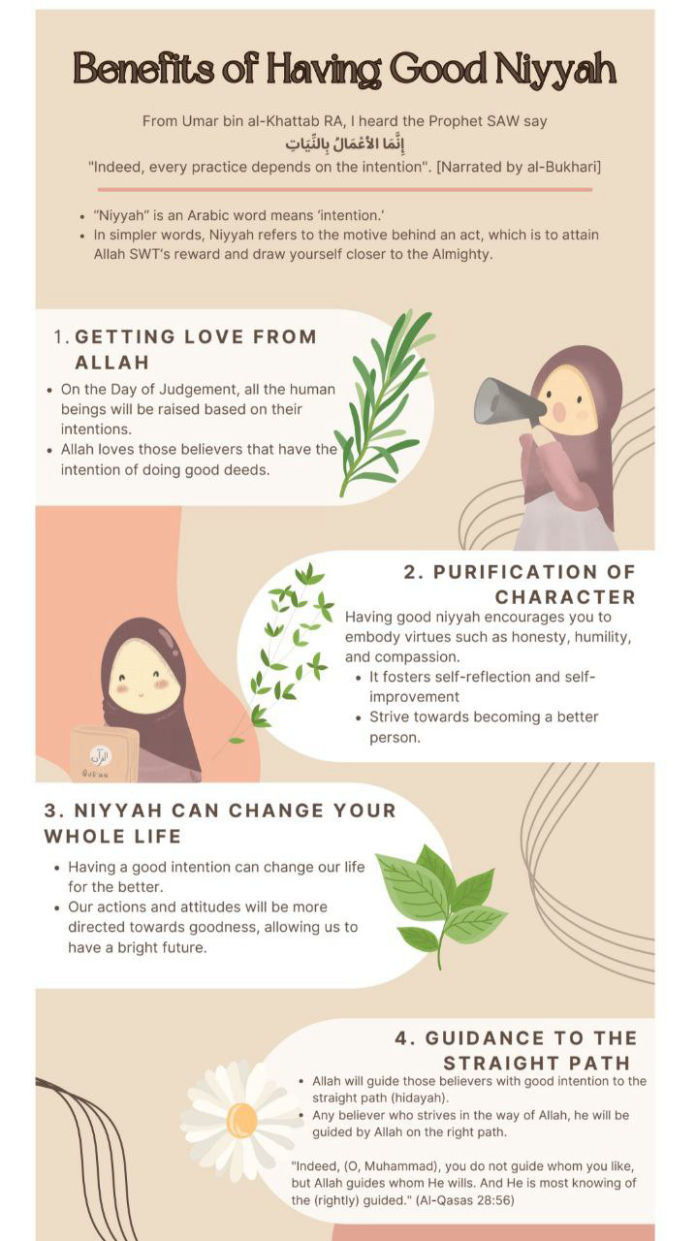 Benefits of Having Good Niyyah
From Umar bin al-Khattab RA, I heard the Prophet SAW say
إِنَّمَا الأَعْمَالُ بِالنِّيَّاتِ
"Indeed, every practice depends on the intention". [Narrated by al-Bukhari]
• "Niyyah" is an Arabic word means 'intention.'
• In simpler words, Niyyah refers to the motive behind an act, which is to attain
Allah SWT's reward and draw yourself closer to the Almighty.
1. GETTING LOVE FROM
ALLAH
• On the Day of Judgement, all the human
beings will be raised based on their
intentions.
• Allah loves those believers that have the
intention of doing good deeds.
2. PURIFICATION OF
CHARACTER
Having good niyyah encourages you to
embody virtues such as honesty, humility,
and compassion.
• It fosters self-reflection and self-
improvement
• Strive towards becoming a better
person.
القرآن
Qur'an
3. NIYYAH CAN CHANGE YOUR
WHOLE LIFE
• Having a good intention can change our life
for the better.
• Our actions and attitudes will be more
directed towards goodness, allowing us to
have a bright future.
4. GUIDANCE TO THE
STRAIGHT PATH
• Allah will guide those believers with good intention to the
straight path (hidayah).
• Any believer who strives in the way of Allah, he will be
guided by Allah on the right path.
"Indeed, (O, Muhammad), you do not guide whom you like,
but Allah guides whom He wills. And He is most knowing of
the (rightly) guided." (Al-Qasas 28:56)